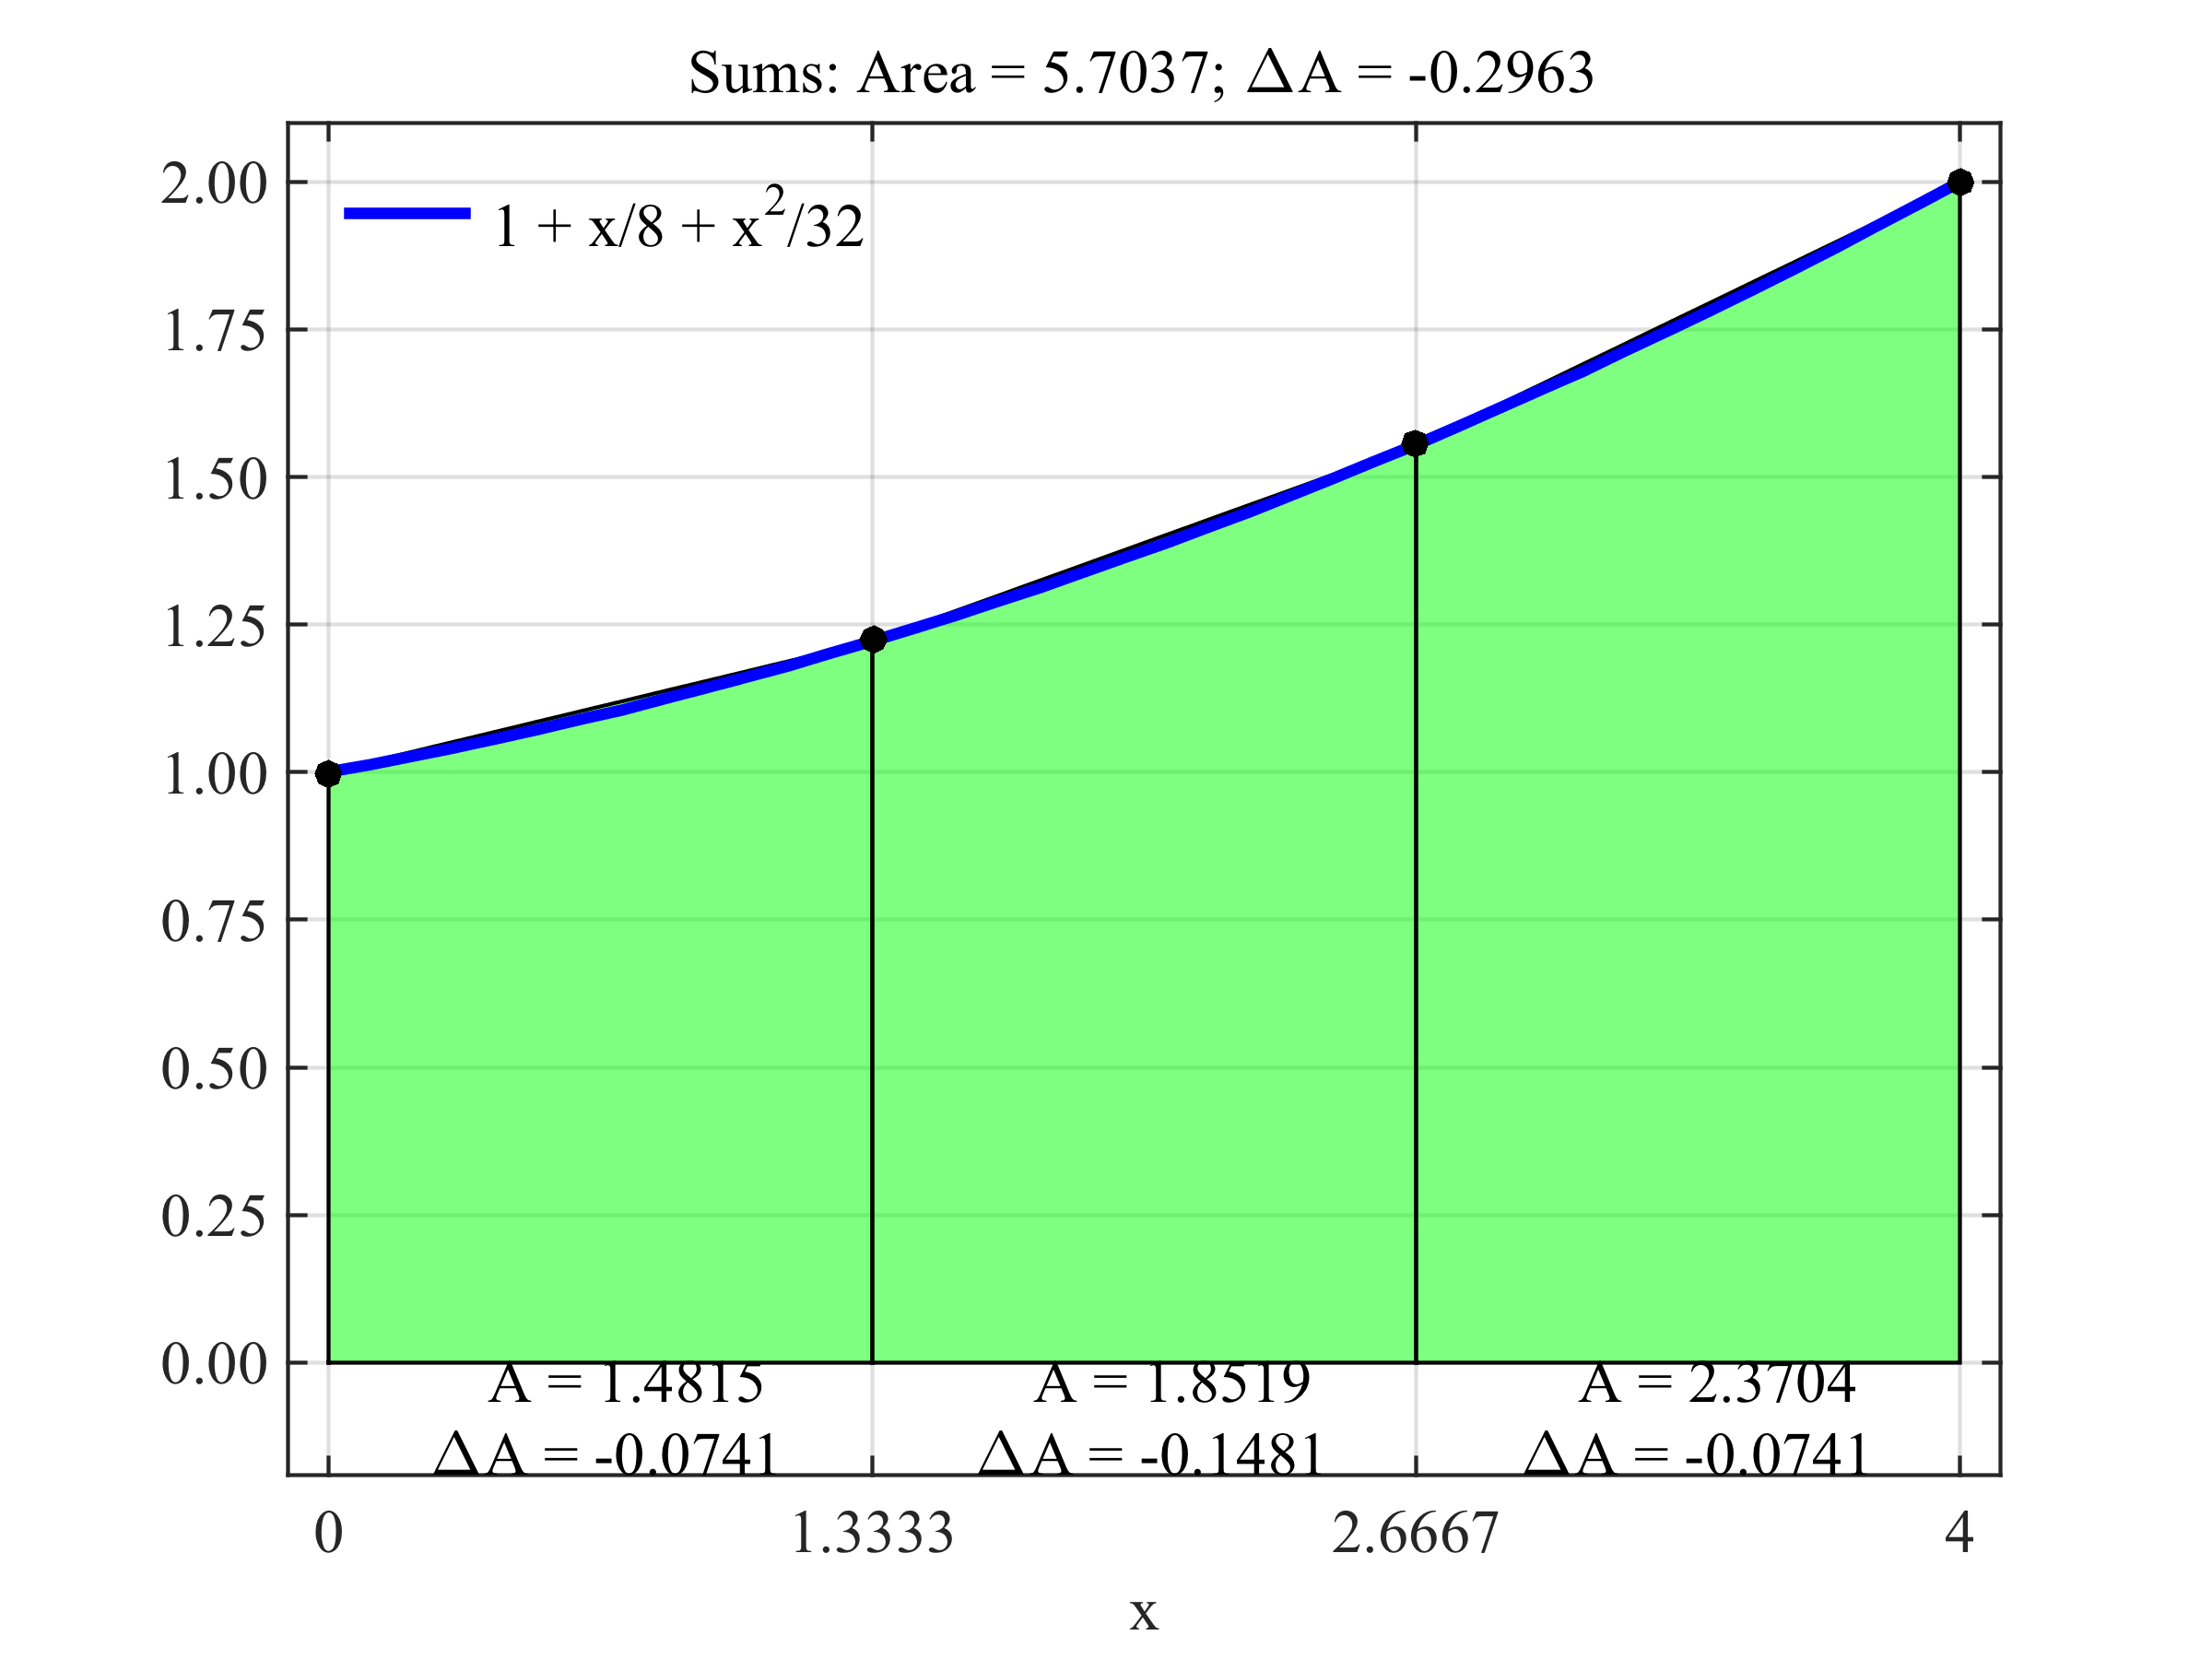 Sums: Area = 5.7037; ΔA = -0.2963
2.00
1 + x/8 + x²/32
1.75
1.50
1.25
1.00
0.75
0.50
0.25
0.00
A = 1.4815 A = 1.8519 A = 2.3704
ΔA = -0.0741 ΔA = -0.1481 ΔA = -0.0741
0 1.3333 2.6667 4
x